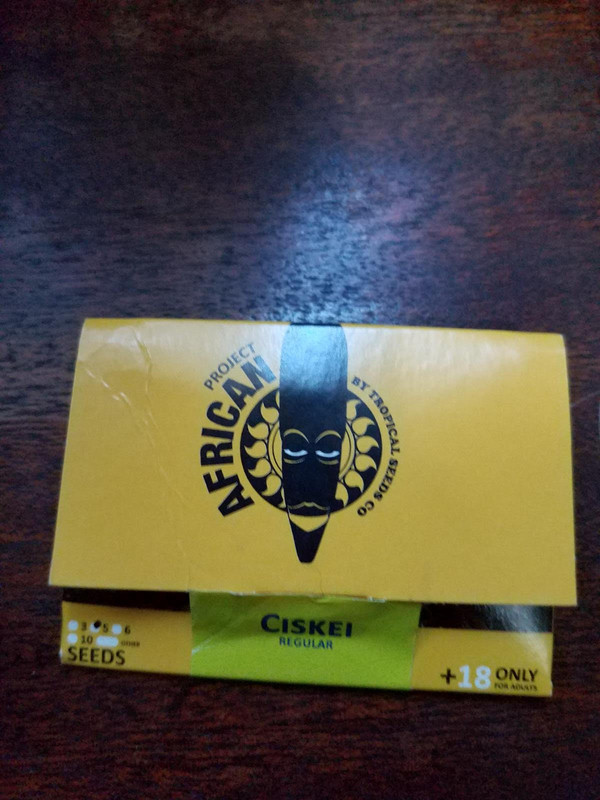 PROJECT
AFRICAN
BY TROPICAL SEEDS CO
3 5 6
10 OTHER
SEEDS
CISKEI
REGULAR
+18 ONLY
FOR ADULTS